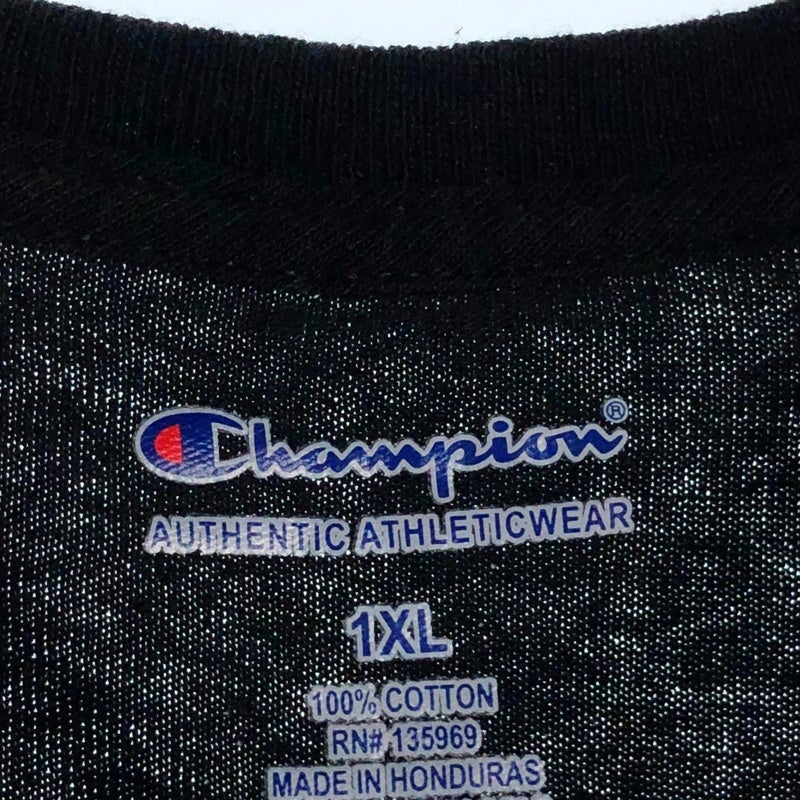 Champion®
AUTHENTIC ATHLETICWEAR
1XL
100% COTTON
RN# 135969
MADE IN HONDURAS